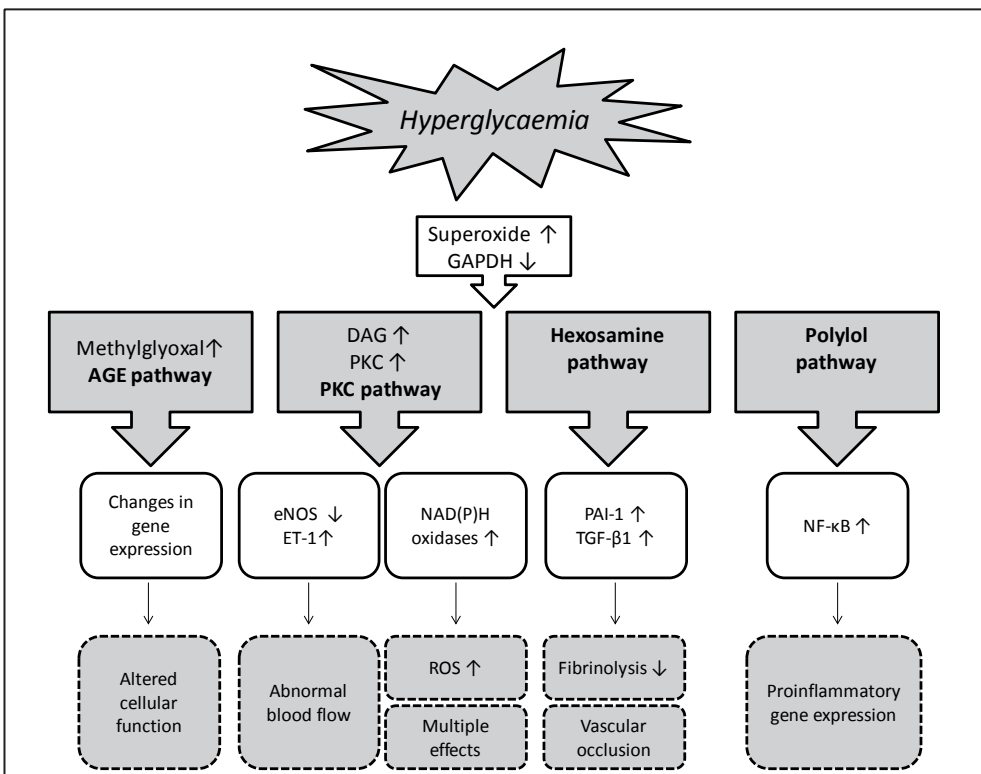 Hyperglycaemia
Superoxide ↑
GAPDH ↓
Methylglyoxal↑
AGE pathway
DAG ↑
PKC ↑
PKC pathway
Hexosamine
pathway
Polylol
pathway
Changes in
gene
expression
eNOS ↓
ET-1↑
NAD(P)H
oxidases ↑
PAI-1 ↑
TGF-β1 ↑
NF-κB ↑
Altered
cellular
function
Abnormal
blood flow
ROS ↑
Multiple
effects
Fibrinolysis ↓
Vascular
occlusion
Proinflammatory
gene expression